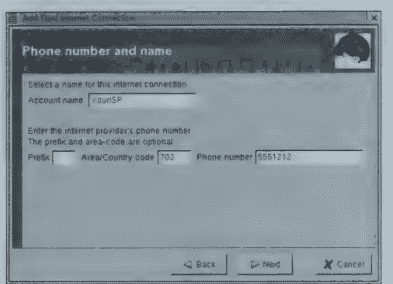 Add New Internet Connection
Phone number and name
Select a name for this internet connection
Account name YourISP
Enter the internet provider's phone number
The prefix and area-code are optional
Prefix Area/Country code 703 Phone number 5551212
Back Next Cancel